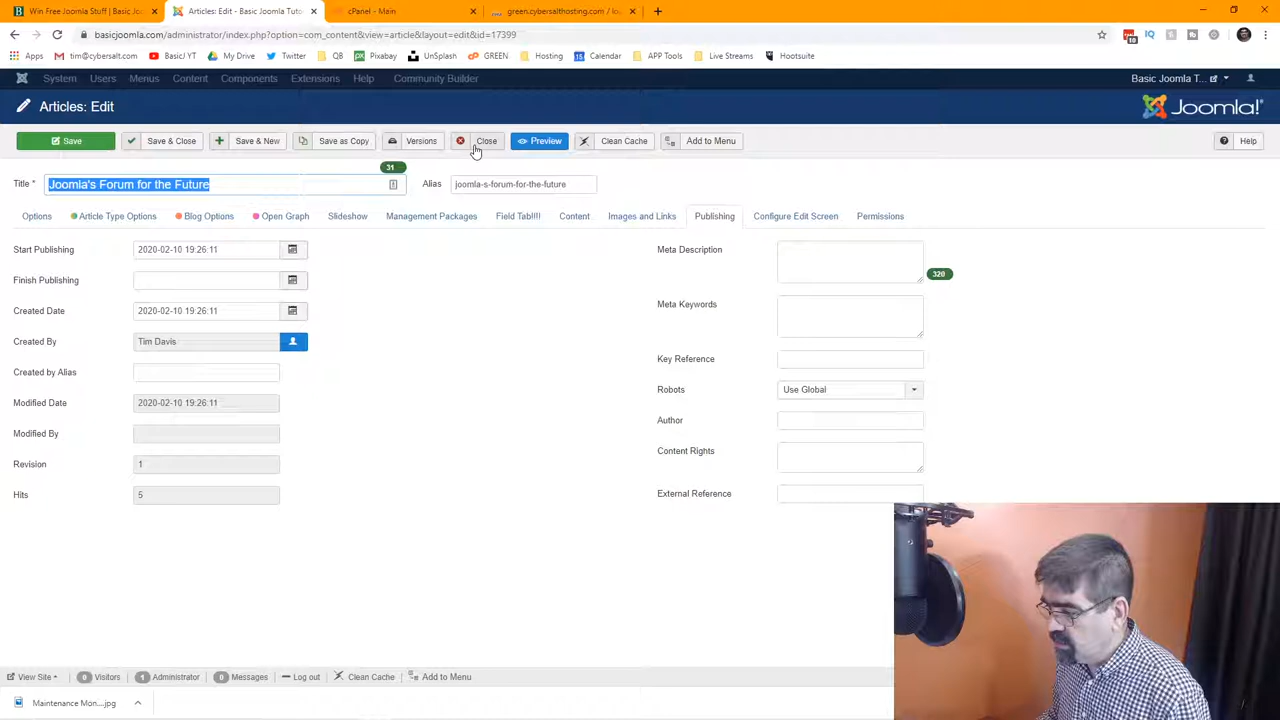 Win Free Joomla Stuff | Basic Jo
Articles: Edit - Basic Joomla Tuto
cPanel - Main
green.cybersalthosting.com / lo
basicjoomla.com/administrator/index.php?option=com_content&view=article&layout=edit&id=17399
Apps
tim@cybersalt.com
BasicJ YT
My Drive
Twitter
QB
Pixabay
UnSplash
GREEN
Hosting
Calendar
APP Tools
Live Streams
Hootsuite
System
Users
Menus
Content
Components
Extensions
Help
Community Builder
Basic Joomla T...
Articles: Edit
Joomla!
Save
Save & Close
Save & New
Save as Copy
Versions
Close
Preview
Clean Cache
Add to Menu
Help
31
Title *
Joomla's Forum for the Future
Alias
joomla-s-forum-for-the-future
Options
Article Type Options
Blog Options
Open Graph
Slideshow
Management Packages
Field Tab!!!!
Content
Images and Links
Publishing
Configure Edit Screen
Permissions
Start Publishing
2020-02-10 19:26:11
Finish Publishing
Created Date
2020-02-10 19:26:11
Created By
Tim Davis
Created by Alias
Modified Date
2020-02-10 19:26:11
Modified By
Revision
1
Hits
5
Meta Description
320
Meta Keywords
Key Reference
Robots
Use Global
Author
Content Rights
External Reference
View Site
0 Visitors
1 Administrator
0 Messages
Log out
Clean Cache
Add to Menu
Maintenance Mon....jpg